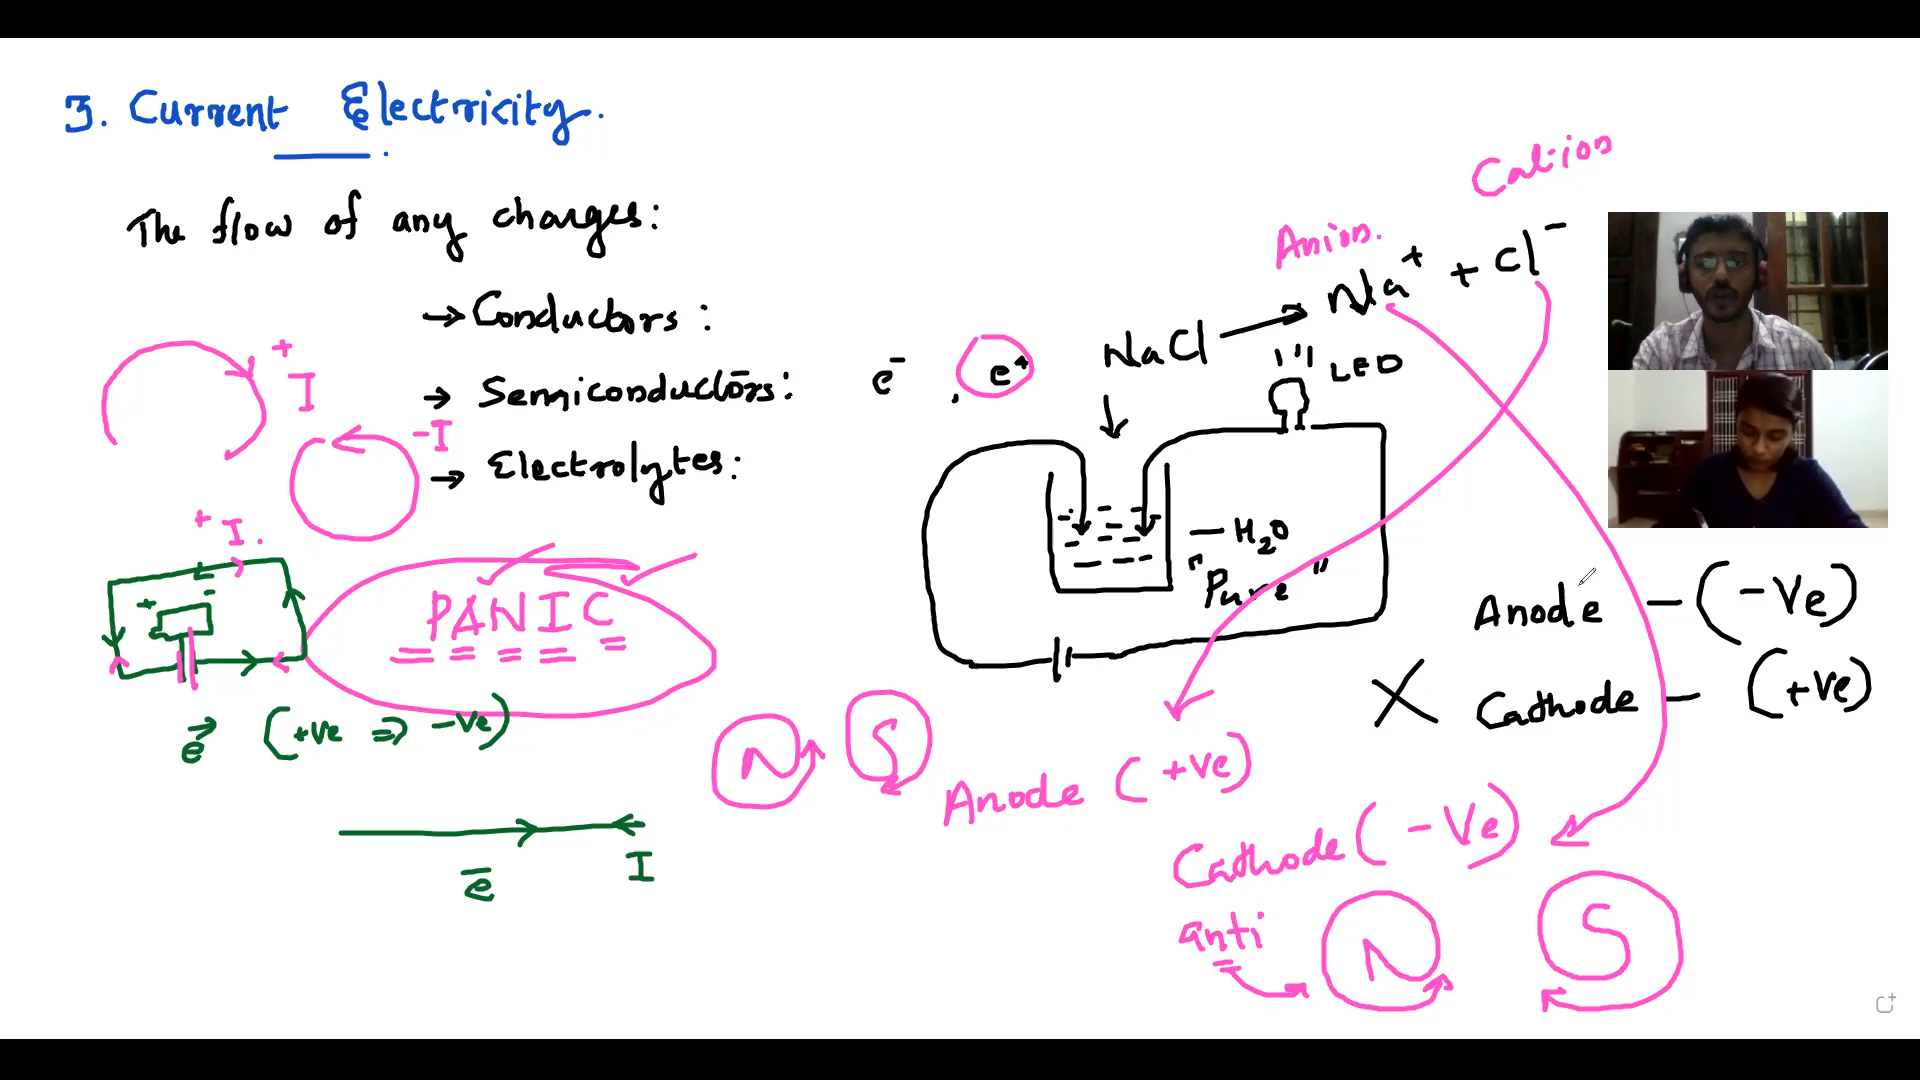 3. Current Electricity.
The flow of any charges:
→ Conductors:
→ Semiconductors: e⁻, e⁺
→ Electrolytes:
+
I
-I
+ I.
+ -
PANIC
e (+ve ⇒ -ve)
e I
Cation
Anion.
NaCl → Na⁺ + Cl⁻
LED
H₂O
"Pure"
Anode - (-Ve)
X Cathode - (+Ve)
N S
Anode (+ve)
Cathode (-Ve)
anti N S